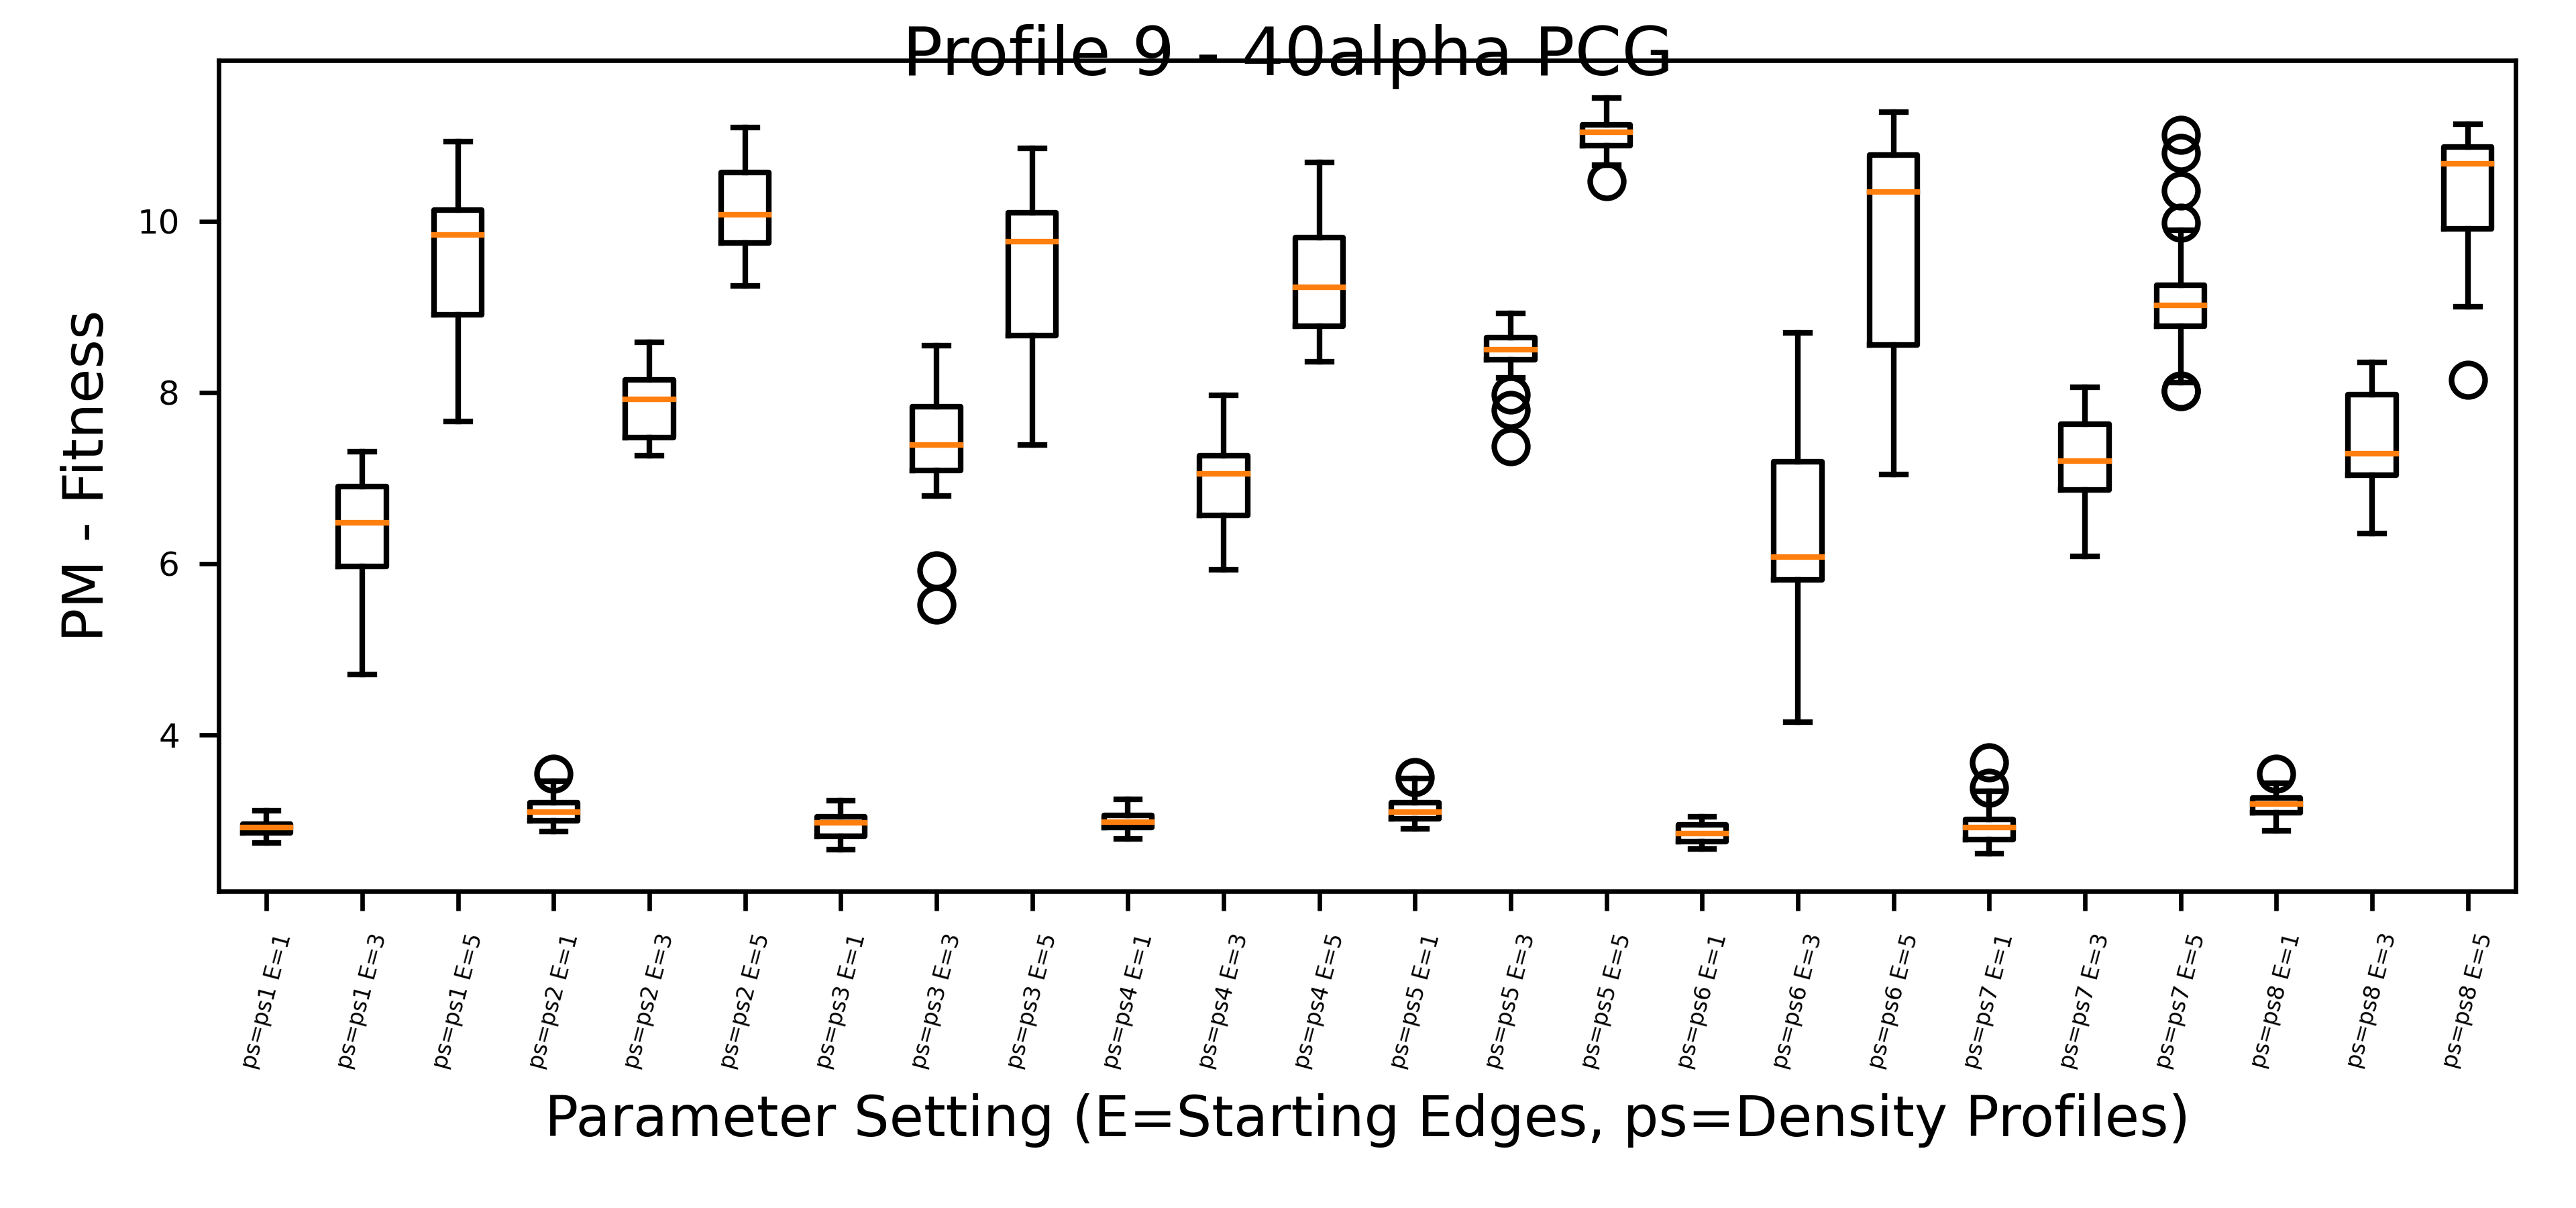 Profile 9 - 40alpha PCG
PM - Fitness
10
8
6
4
ps=ps1 E=1
ps=ps1 E=3
ps=ps1 E=5
ps=ps2 E=1
ps=ps2 E=3
ps=ps2 E=5
ps=ps3 E=1
ps=ps3 E=3
ps=ps3 E=5
ps=ps4 E=1
ps=ps4 E=3
ps=ps4 E=5
ps=ps5 E=1
ps=ps5 E=3
ps=ps5 E=5
ps=ps6 E=1
ps=ps6 E=3
ps=ps6 E=5
ps=ps7 E=1
ps=ps7 E=3
ps=ps7 E=5
ps=ps8 E=1
ps=ps8 E=3
ps=ps8 E=5
Parameter Setting (E=Starting Edges, ps=Density Profiles)